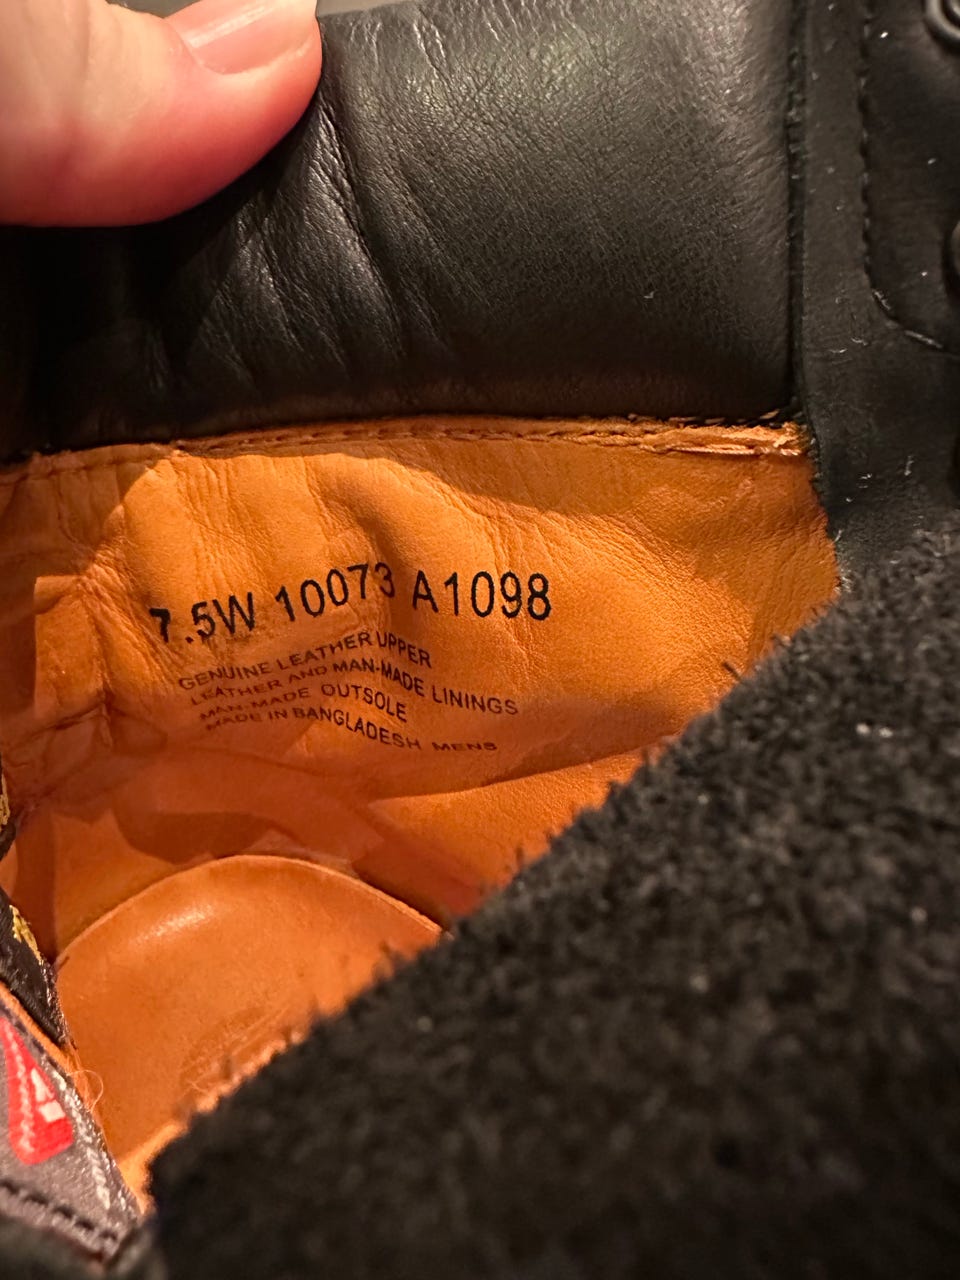 7.5W 10073 A1098
GENUINE LEATHER UPPER
LEATHER AND MAN-MADE LININGS
MAN-MADE OUTSOLE
MADE IN BANGLADESH MENS